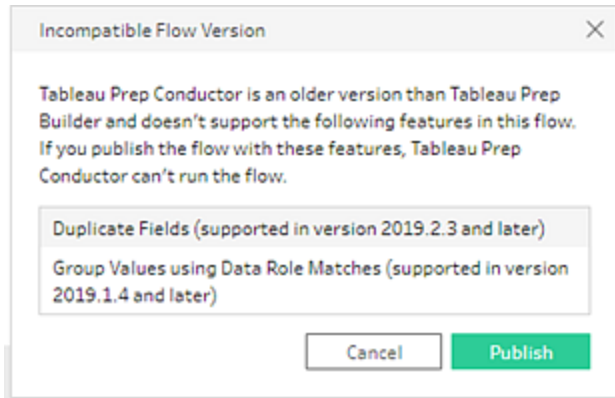 Incompatible Flow Version
Tableau Prep Conductor is an older version than Tableau Prep
Builder and doesn't support the following features in this flow.
If you publish the flow with these features, Tableau Prep
Conductor can't run the flow.
Duplicate Fields (supported in version 2019.2.3 and later)
Group Values using Data Role Matches (supported in version
2019.1.4 and later)
Cancel
Publish